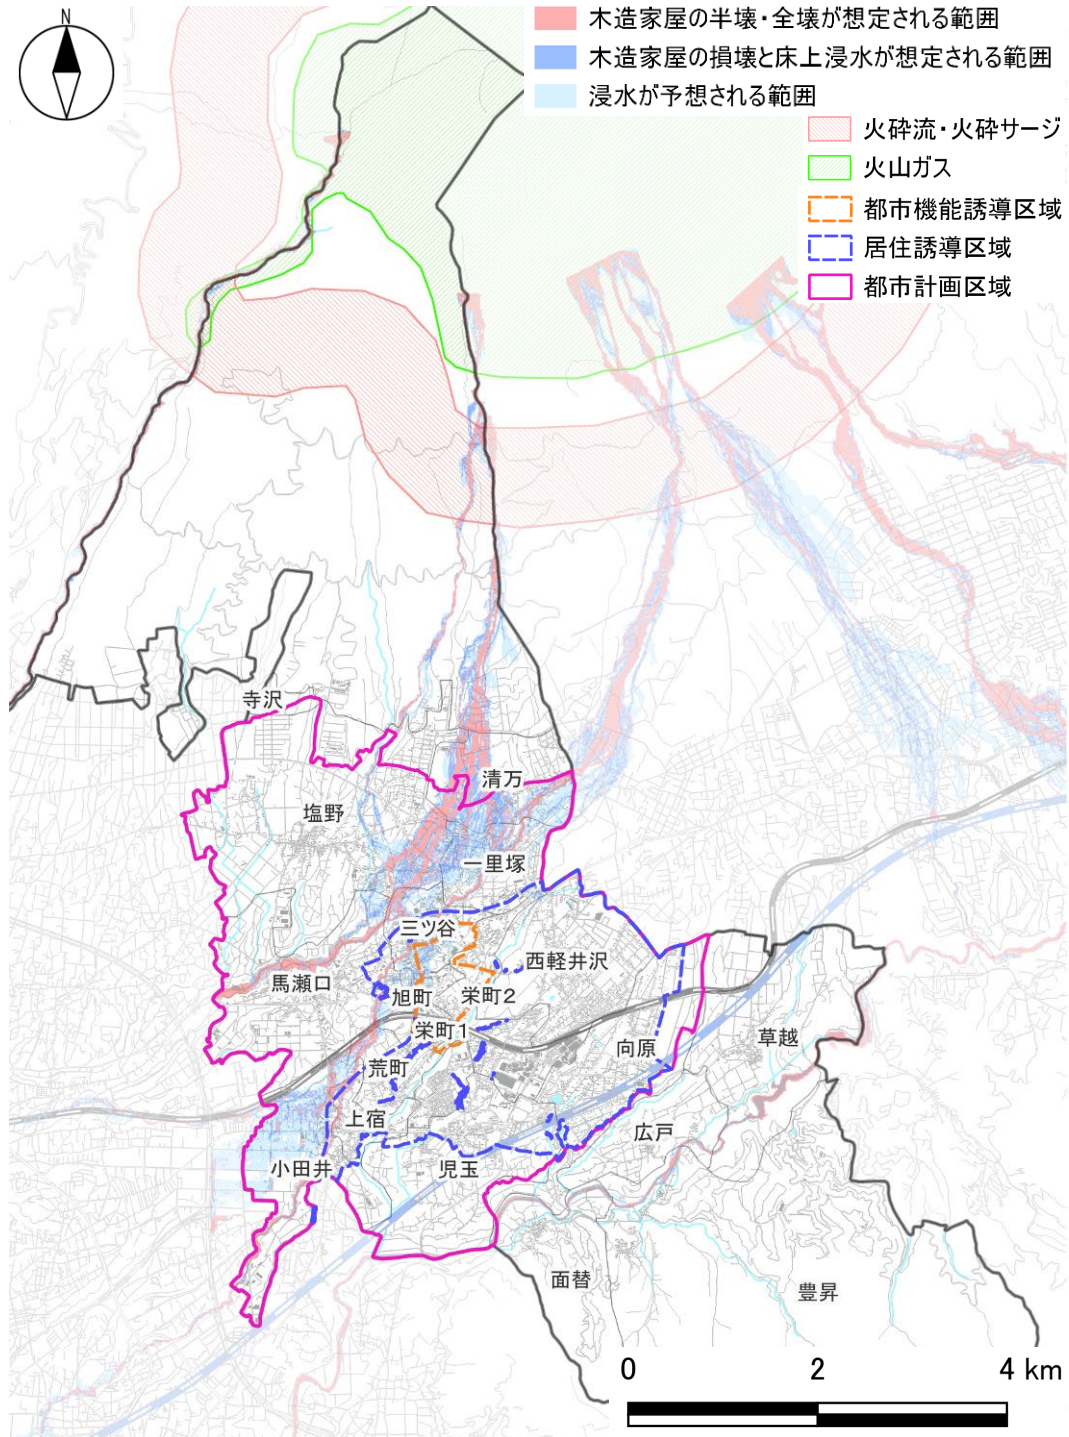 N
木造家屋の半壊・全壊が想定される範囲
木造家屋の損壊と床上浸水が想定される範囲
浸水が予想される範囲
火砕流・火砕サージ
火山ガス
都市機能誘導区域
居住誘導区域
都市計画区域
寺沢
清万
塩野
一里塚
三ツ谷
西軽井沢
馬瀬口
旭町
栄町2
栄町1
向原
草越
荒町
上宿
広戸
小田井
児玉
面替
豊昇
0 2 4 km